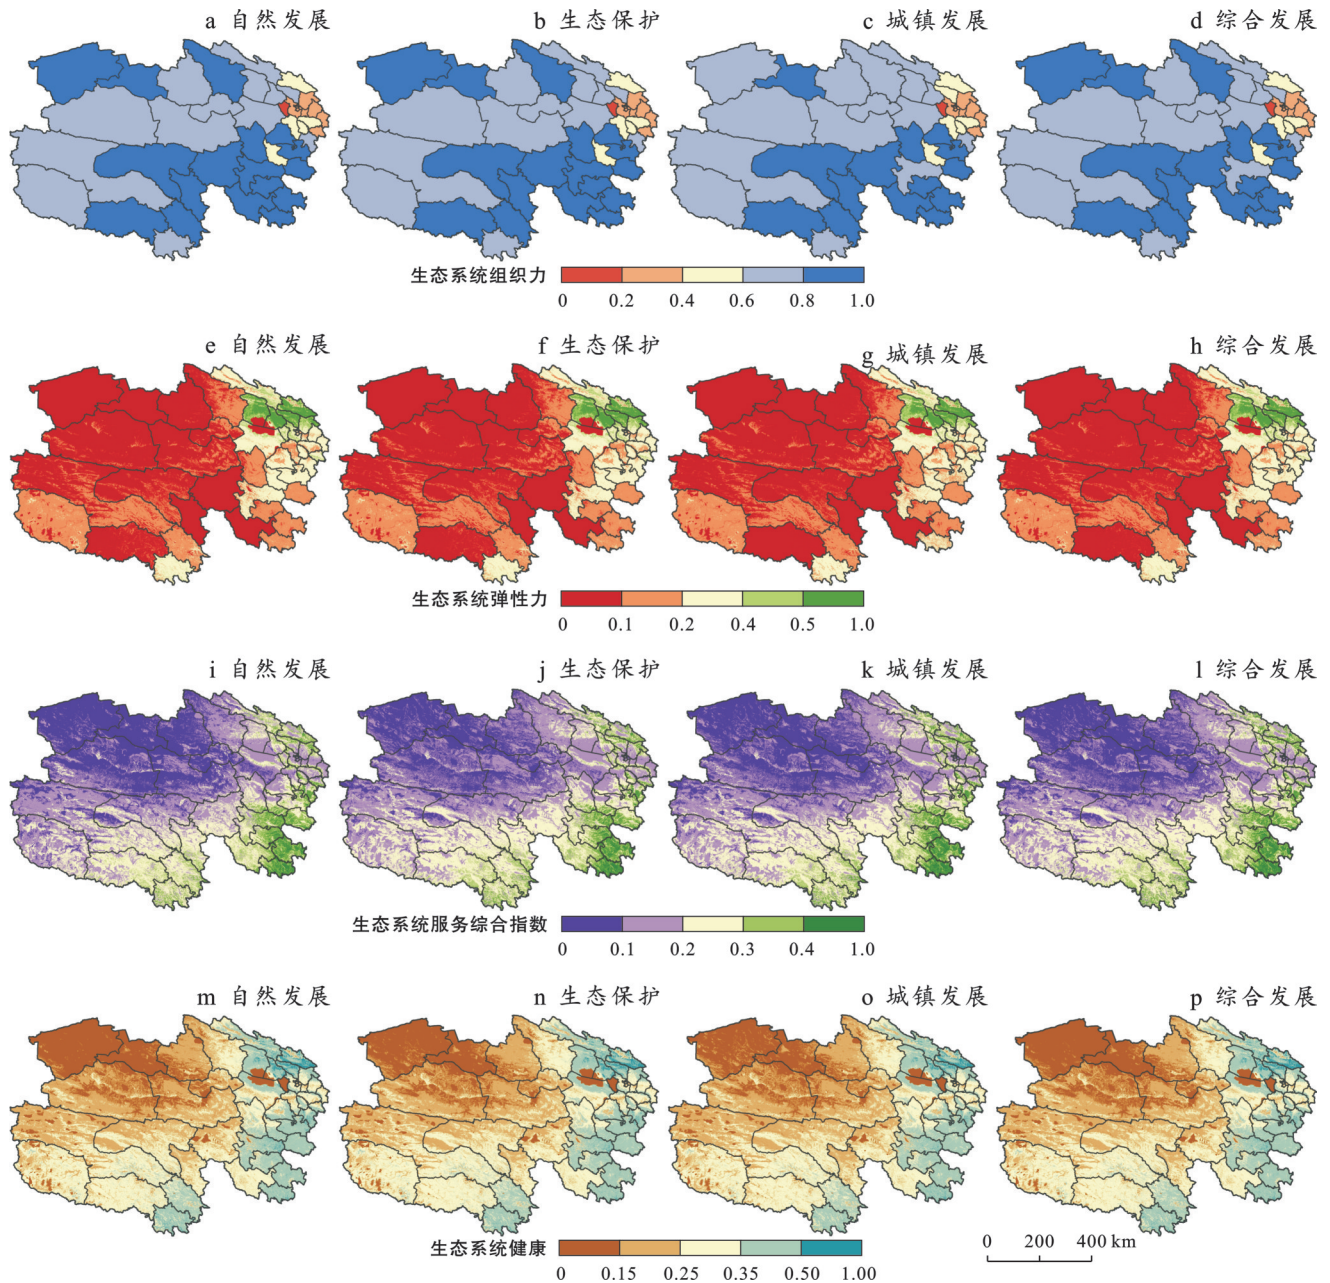 a 自然发展
b 生态保护
c 城镇发展
d 综合发展
生态系统组织力
0 0.2 0.4 0.6 0.8 1.0
e 自然发展
f 生态保护
g 城镇发展
h 综合发展
生态系统弹性力
0 0.1 0.2 0.4 0.5 1.0
i 自然发展
j 生态保护
k 城镇发展
l 综合发展
生态系统服务综合指数
0 0.1 0.2 0.3 0.4 1.0
m 自然发展
n 生态保护
o 城镇发展
p 综合发展
生态系统健康
0 0.15 0.25 0.35 0.50 1.00
0 200 400 km